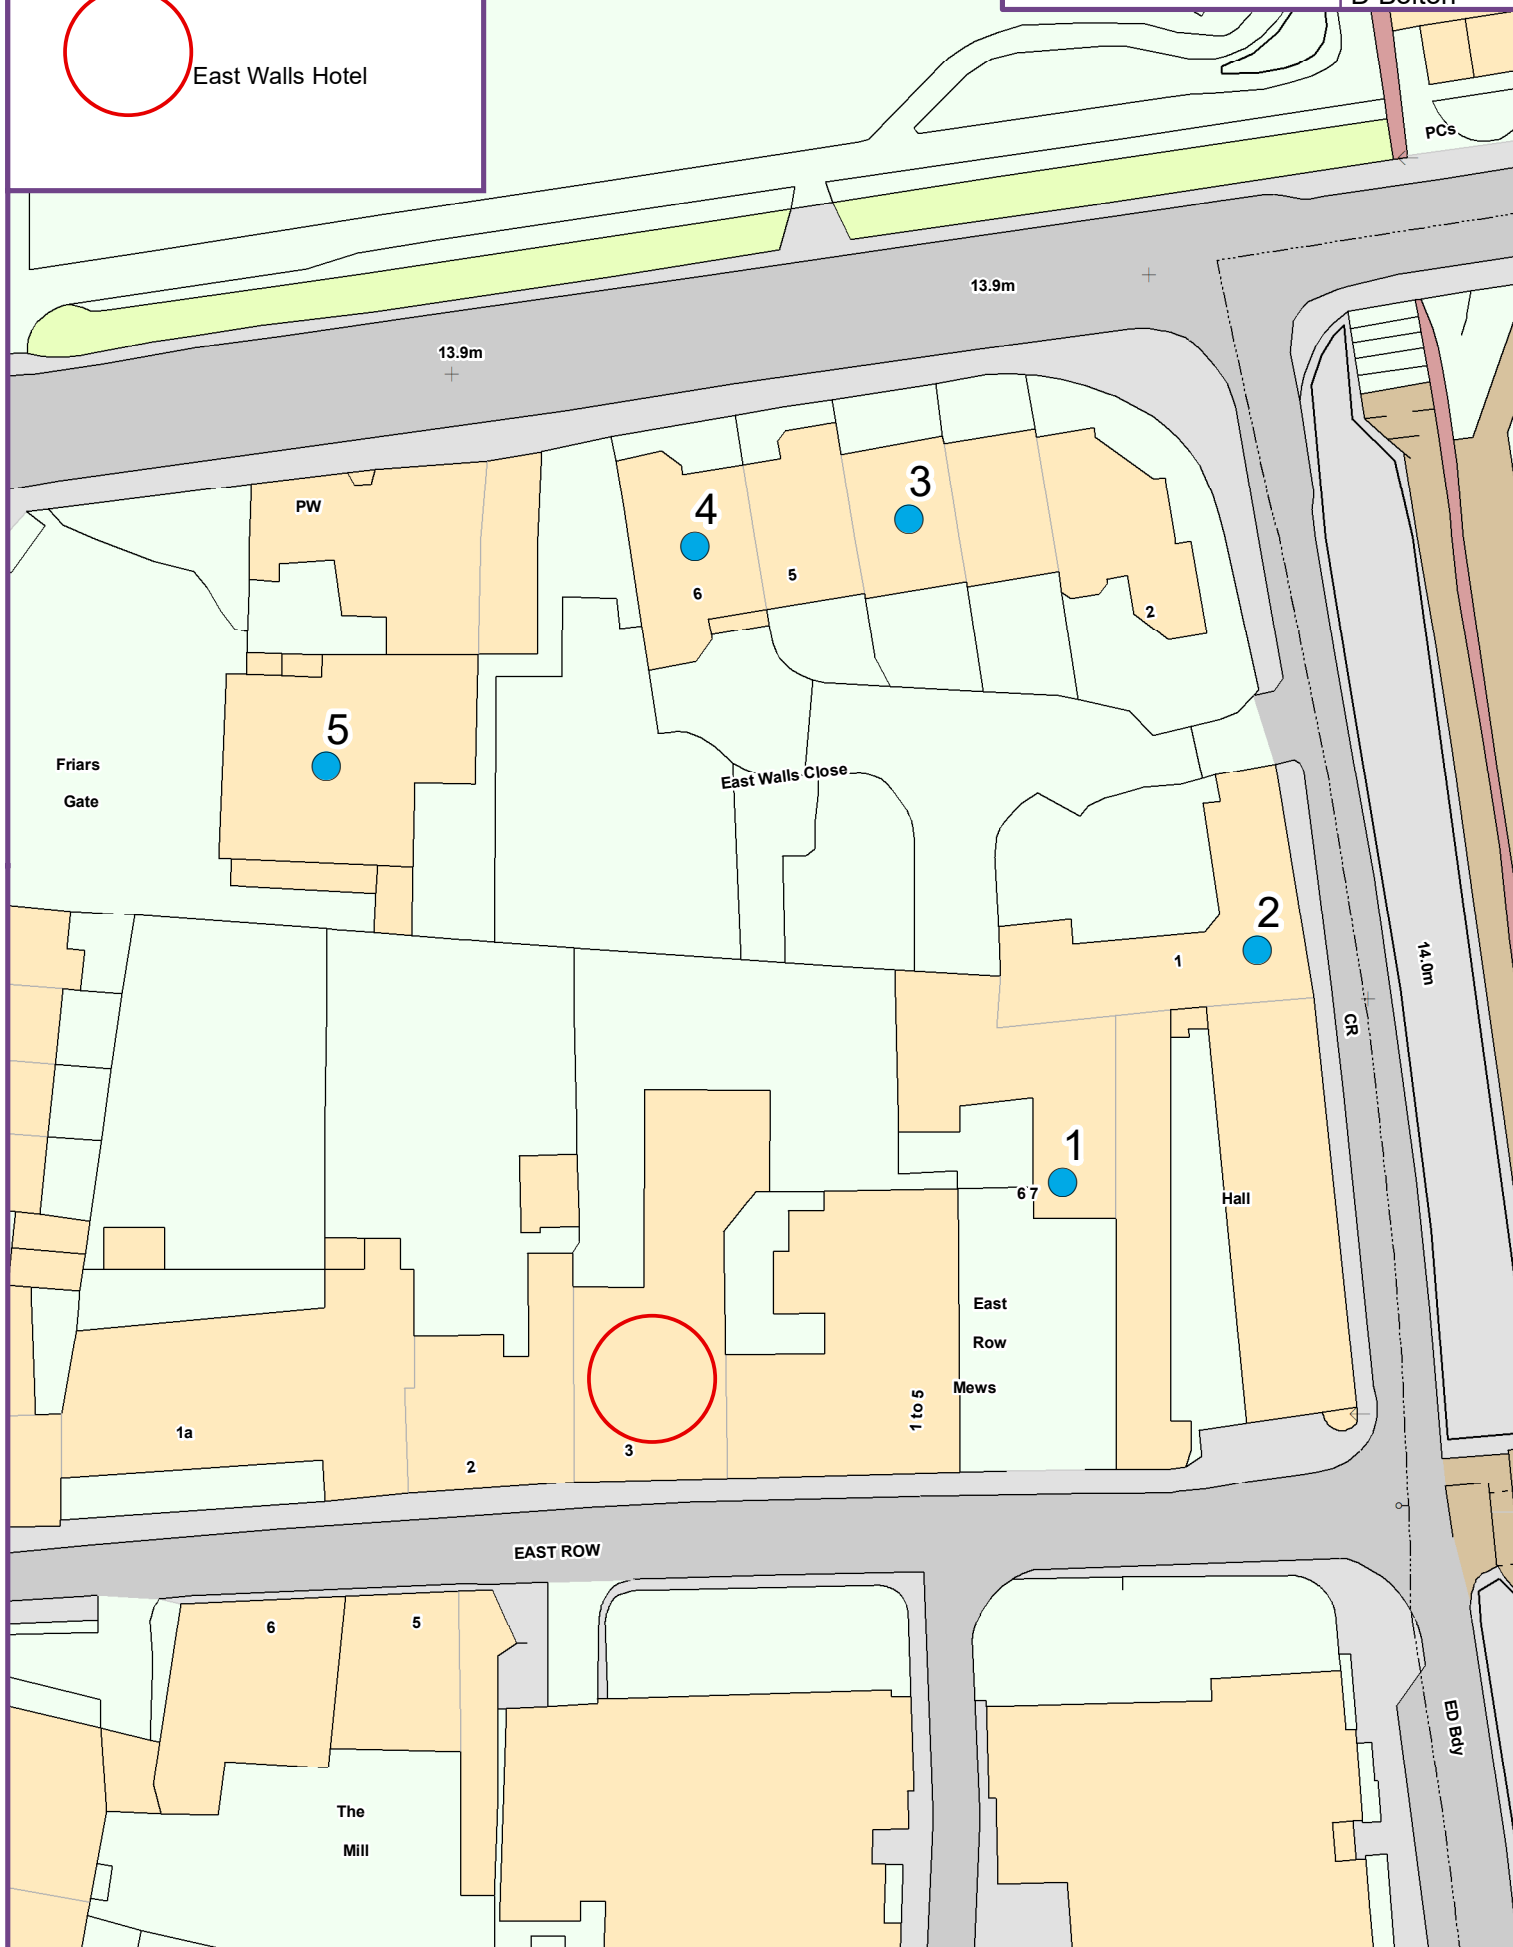 D Bolton
East Walls Hotel
PCs
13.9m
13.9m
PW
4
3
6
5
2
5
Friars
Gate
East Walls Close
2
1
14.0m
CR
1
6 7
Hall
East
Row
Mews
1 to 5
1a
2
3
EAST ROW
6
5
ED Bdy
The
Mill